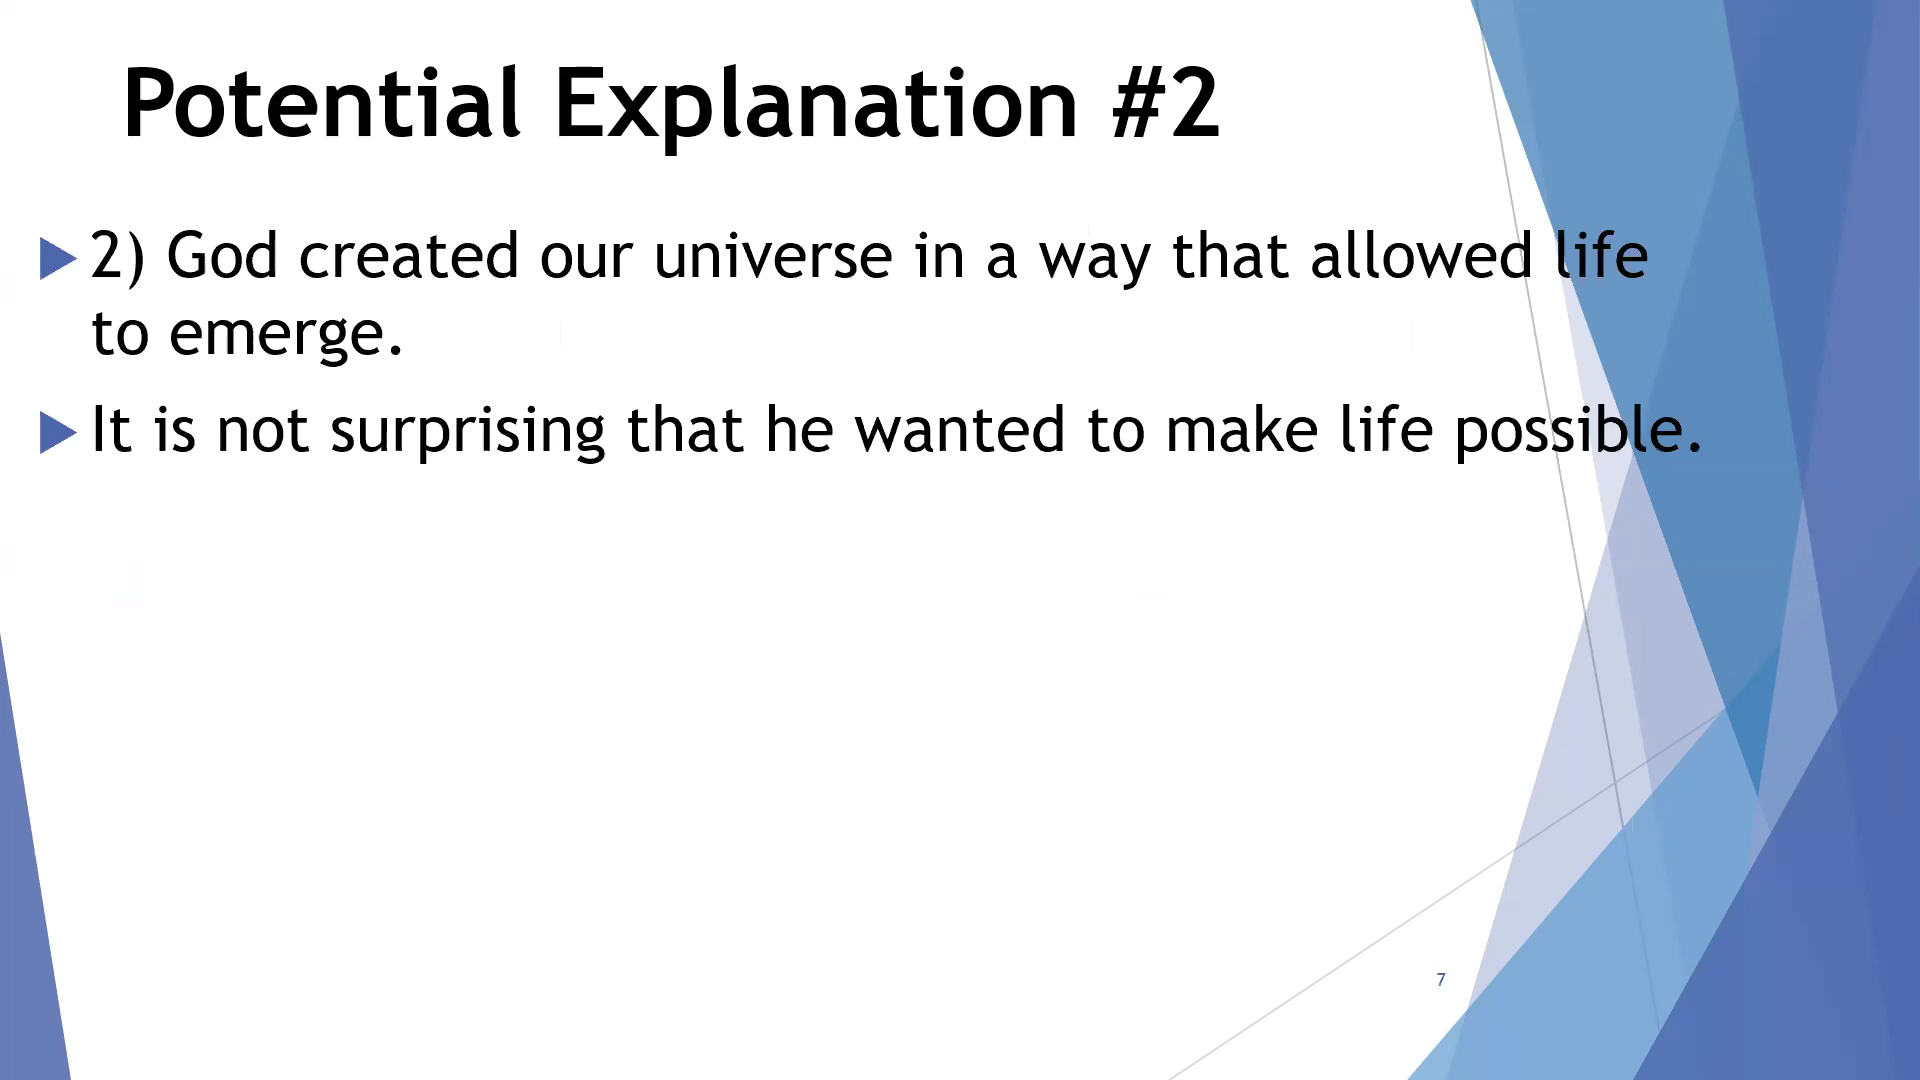 Potential Explanation #2
2) God created our universe in a way that allowed life
to emerge.
It is not surprising that he wanted to make life possible.
7